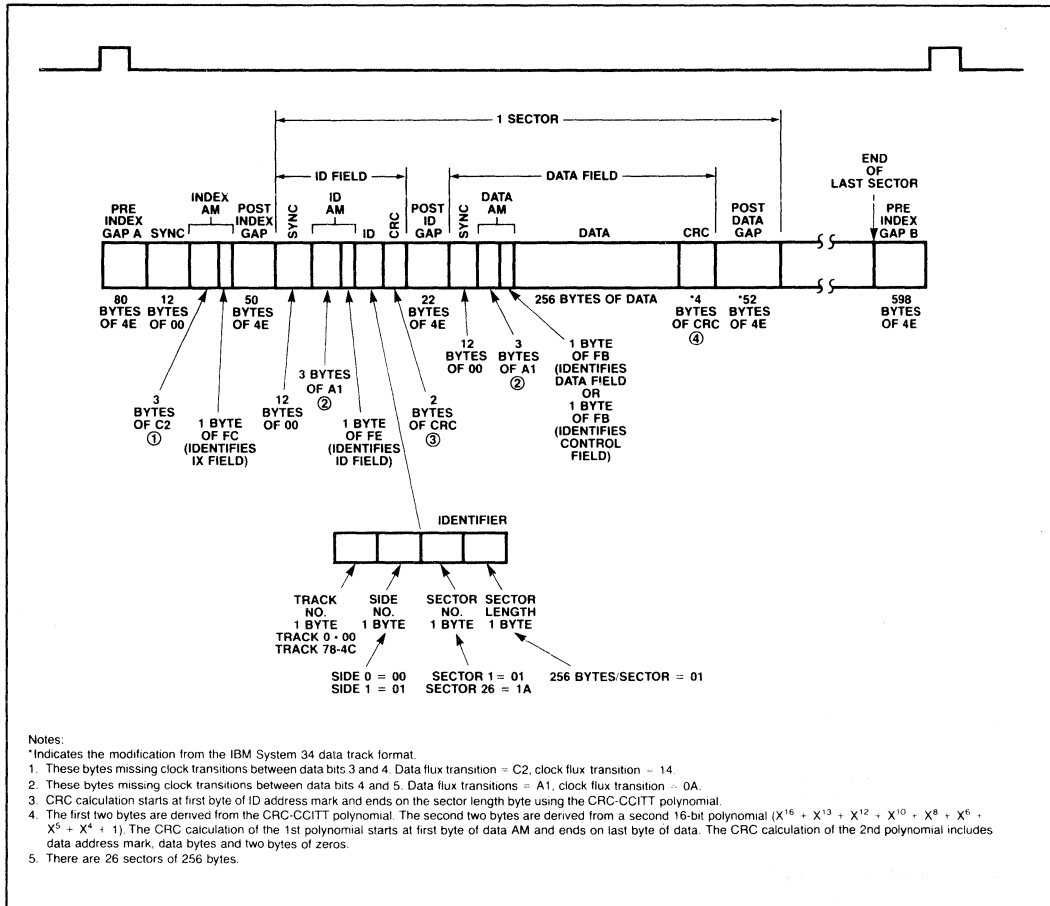 1 SECTOR
END
OF
LAST SECTOR
ID FIELD
DATA FIELD
PRE
INDEX
GAP A
SYNC
INDEX
AM
POST
INDEX
GAP
SYNC
ID
AM
ID
CRC
POST
ID
GAP
SYNC
DATA
AM
DATA
CRC
POST
DATA
GAP
PRE
INDEX
GAP B
80
BYTES
OF 4E
12
BYTES
OF 00
50
BYTES
OF 4E
22
BYTES
OF 4E
256 BYTES OF DATA
*4
BYTES
OF CRC
④
*52
BYTES
OF 4E
598
BYTES
OF 4E
3
BYTES
OF C2
①
1 BYTE
OF FC
(IDENTIFIES
IX FIELD)
12
BYTES
OF 00
3 BYTES
OF A1
②
1 BYTE
OF FE
(IDENTIFIES
ID FIELD)
2
BYTES
OF CRC
③
12
BYTES
OF 00
3
BYTES
OF A1
②
1 BYTE
OF FB
(IDENTIFIES
DATA FIELD
OR
1 BYTE
OF FB
(IDENTIFIES
CONTROL
FIELD)
IDENTIFIER
TRACK
NO.
1 BYTE
TRACK 0 • 00
TRACK 78-4C
SIDE
NO.
1 BYTE
SIDE 0 = 00
SIDE 1 = 01
SECTOR
NO.
1 BYTE
SECTOR 1 = 01
SECTOR 26 = 1A
SECTOR
LENGTH
1 BYTE
256 BYTES/SECTOR = 01
Notes:
*Indicates the modification from the IBM System 34 data track format.
1. These bytes missing clock transitions between data bits 3 and 4. Data flux transition = C2, clock flux transition – 14.
2. These bytes missing clock transitions between data bits 4 and 5. Data flux transitions = A1, clock flux transition = 0A.
3. CRC calculation starts at first byte of ID address mark and ends on the sector length byte using the CRC-CCITT polynomial.
4. The first two bytes are derived from the CRC-CCITT polynomial. The second two bytes are derived from a second 16-bit polynomial (X¹⁶ + X¹³ + X¹² + X¹⁰ + X⁸ + X⁶ +
X⁵ + X⁴ + 1). The CRC calculation of the 1st polynomial starts at first byte of data AM and ends on last byte of data. The CRC calculation of the 2nd polynomial includes
data address mark, data bytes and two bytes of zeros.
5. There are 26 sectors of 256 bytes.